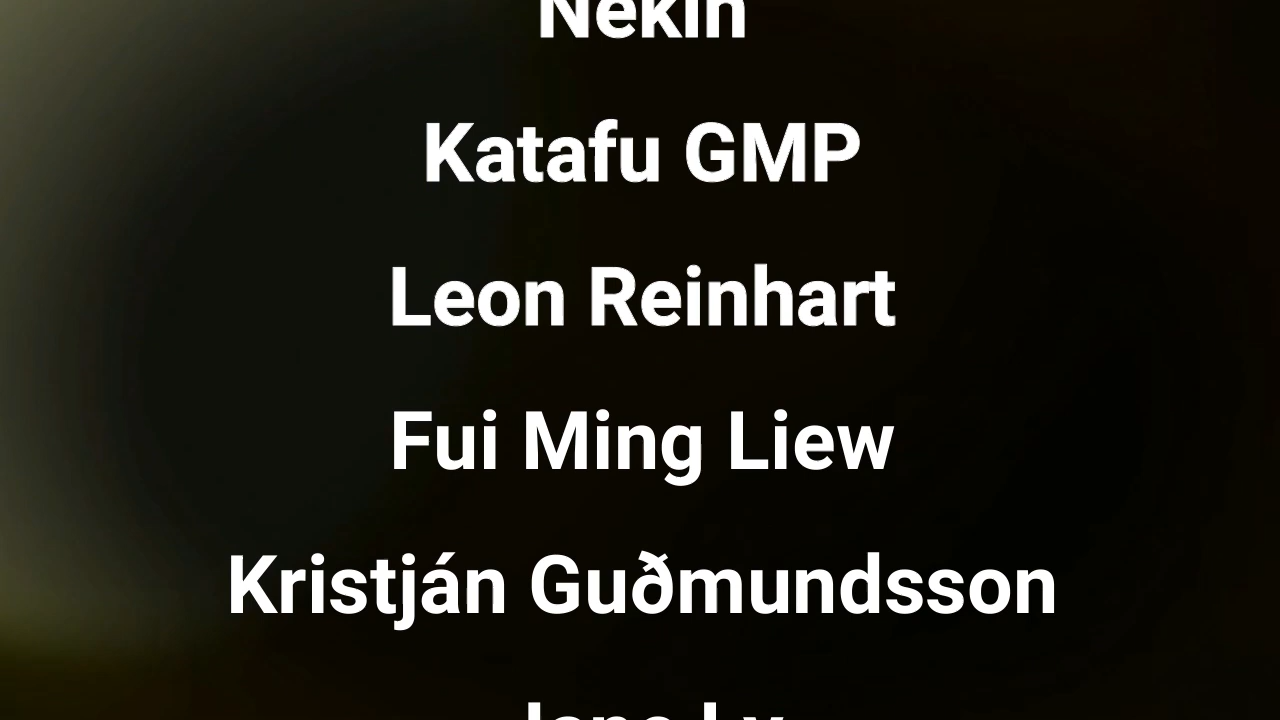 Nekin
Katafu GMP
Leon Reinhart
Fui Ming Liew
Kristján Guðmundsson